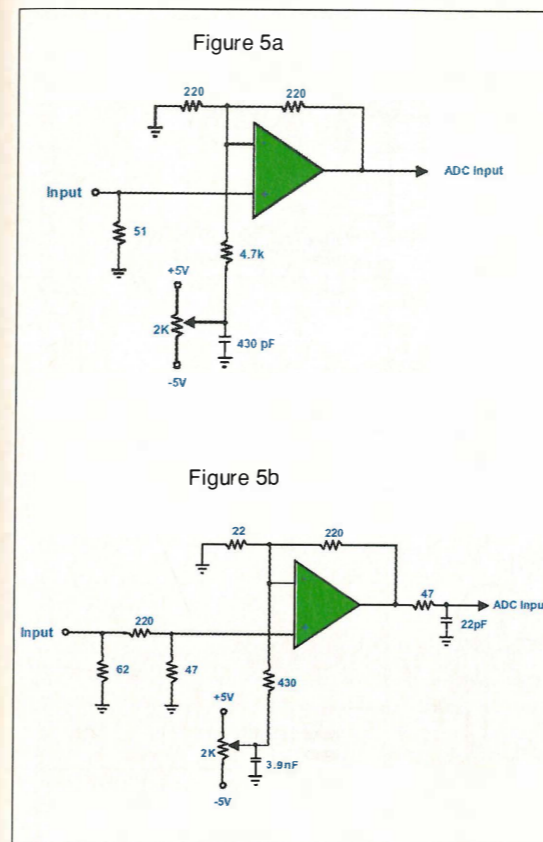 Figure 5a
220 220
ADC Input
Input
51
4.7k
+5V
2K
430 pF
-5V
Figure 5b
22 220
47
ADC Input
22pF
Input
220
62 47 430
+5V
2K
3.9nF
-5V